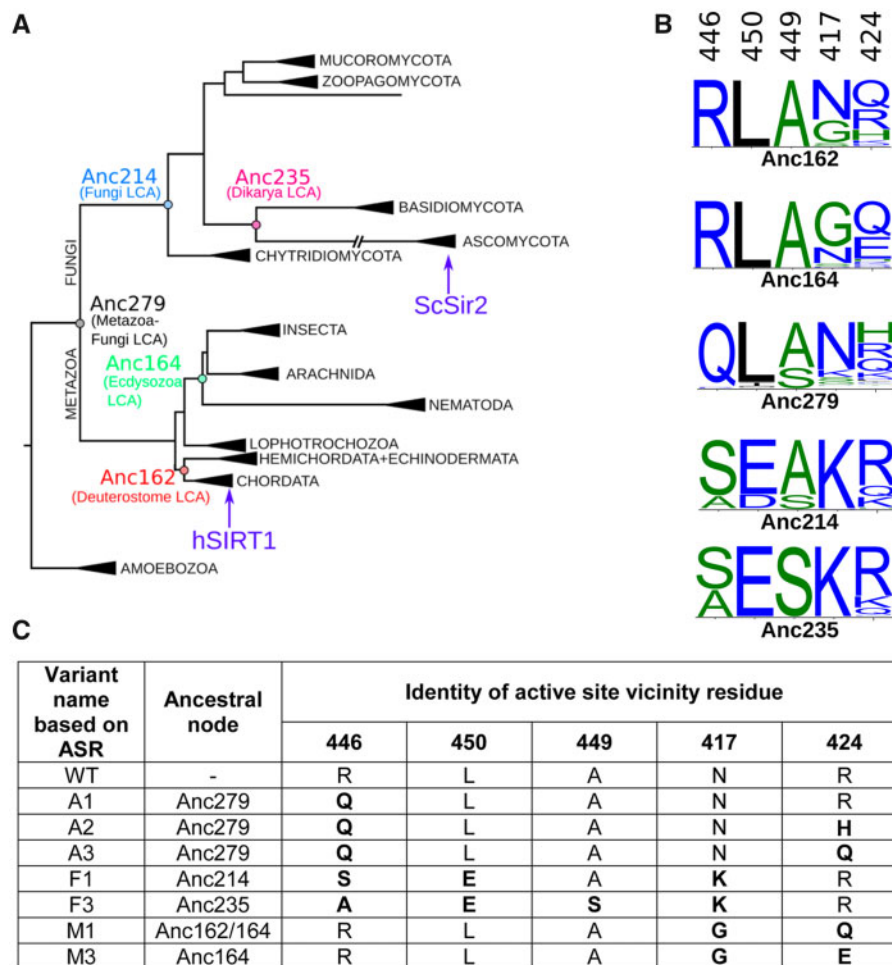 A
MUCOROMYCOTA
ZOOPAGOMYCOTA
Anc214
(Fungi LCA)
Anc235
(Dikarya LCA)
BASIDIOMYCOTA
ASCOMYCOTA
CHYTRIDIOMYCOTA
FUNGI
ScSir2
Anc279
(Metazoa-
Fungi LCA)
METAZOA
Anc164
(Ecdysozoa
LCA)
INSECTA
ARACHNIDA
NEMATODA
LOPHOTROCHOZOA
HEMICHORDATA+ECHINODERMATA
Anc162
(Deuterostome LCA)
CHORDATA
hSIRT1
AMOEBOZOA
B
446 450 449 417 424
R L A N G Q R H
Anc162
R L A G N Q E
Anc164
Q L A S N K H R Q
Anc279
S A E D A S K R Q
Anc214
S A E S K R K Q
Anc235
C
Variant name based on ASR
Ancestral node
Identity of active site vicinity residue
446 450 449 417 424
WT - R L A N R
A1 Anc279 Q L A N R
A2 Anc279 Q L A N H
A3 Anc279 Q L A N Q
F1 Anc214 S E A K R
F3 Anc235 A E S K R
M1 Anc162/164 R L A G Q
M3 Anc164 R L A G E